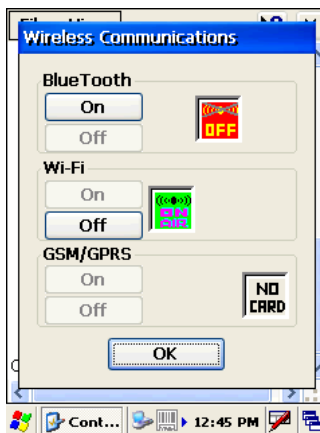 Wireless Communications
BlueTooth
On
OFF
Off
Wi-Fi
On
ON
AIR
Off
GSM/GPRS
On
NO
CARD
Off
OK
Cont...
12:45 PM